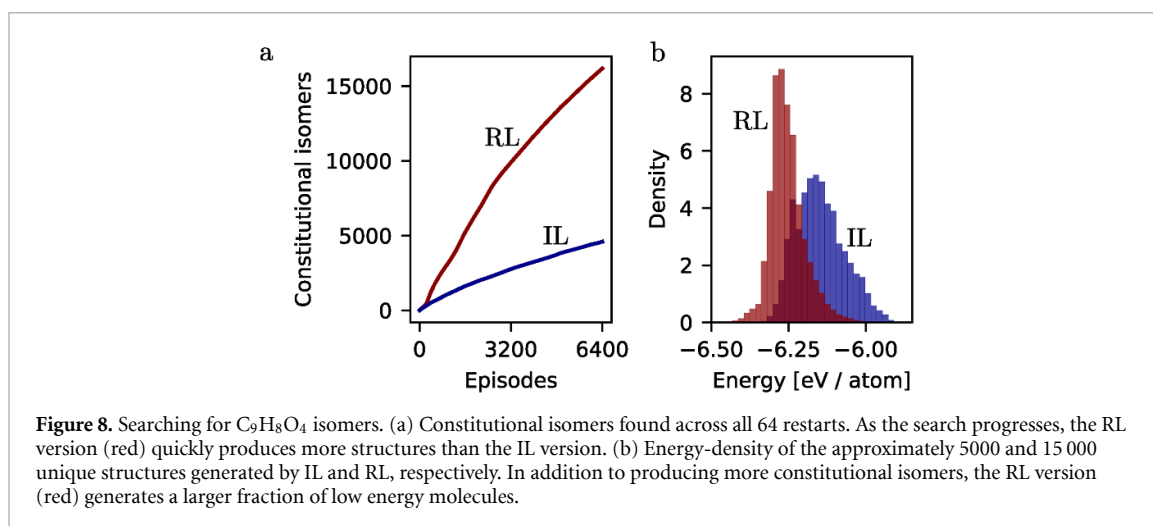 a
Constitutional isomers
15000
10000
5000
0
RL
IL
0 3200 6400
Episodes
b
Density
8
6
4
2
0
RL
IL
−6.50 −6.25 −6.00
Energy [eV / atom]
Figure 8. Searching for C₉H₈O₄ isomers. (a) Constitutional isomers found across all 64 restarts. As the search progresses, the RL
version (red) quickly produces more structures than the IL version. (b) Energy-density of the approximately 5000 and 15 000
unique structures generated by IL and RL, respectively. In addition to producing more constitutional isomers, the RL version
(red) generates a larger fraction of low energy molecules.